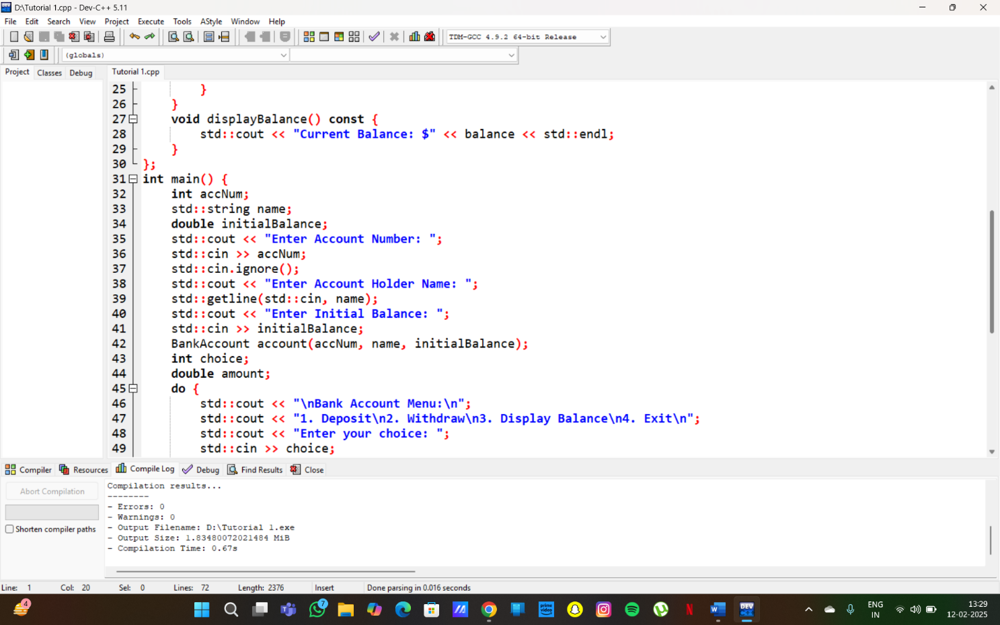 D:\Tutorial 1.cpp - Dev-C++ 5.11
File Edit Search View Project Execute Tools AStyle Window Help
TDM-GCC 4.9.2 64-bit Release
(globals)
Project Classes Debug Tutorial 1.cpp
25 }
26 }
27 void displayBalance() const {
28 std::cout << "Current Balance: $" << balance << std::endl;
29 }
30 };
31 int main() {
32 int accNum;
33 std::string name;
34 double initialBalance;
35 std::cout << "Enter Account Number: ";
36 std::cin >> accNum;
37 std::cin.ignore();
38 std::cout << "Enter Account Holder Name: ";
39 std::getline(std::cin, name);
40 std::cout << "Enter Initial Balance: ";
41 std::cin >> initialBalance;
42 BankAccount account(accNum, name, initialBalance);
43 int choice;
44 double amount;
45 do {
46 std::cout << "\nBank Account Menu:\n";
47 std::cout << "1. Deposit\n2. Withdraw\n3. Display Balance\n4. Exit\n";
48 std::cout << "Enter your choice: ";
49 std::cin >> choice;
Compiler Resources Compile Log Debug Find Results Close
Abort Compilation
Shorten compiler paths
Compilation results...
--------
- Errors: 0
- Warnings: 0
- Output Filename: D:\Tutorial 1.exe
- Output Size: 1.83480072021484 MiB
- Compilation Time: 0.67s
Line: 1 Col: 20 Sel: 0 Lines: 72 Length: 2376 Insert Done parsing in 0.016 seconds
4
7
prime video
DEV
ENG
IN
13:29
12-02-2025